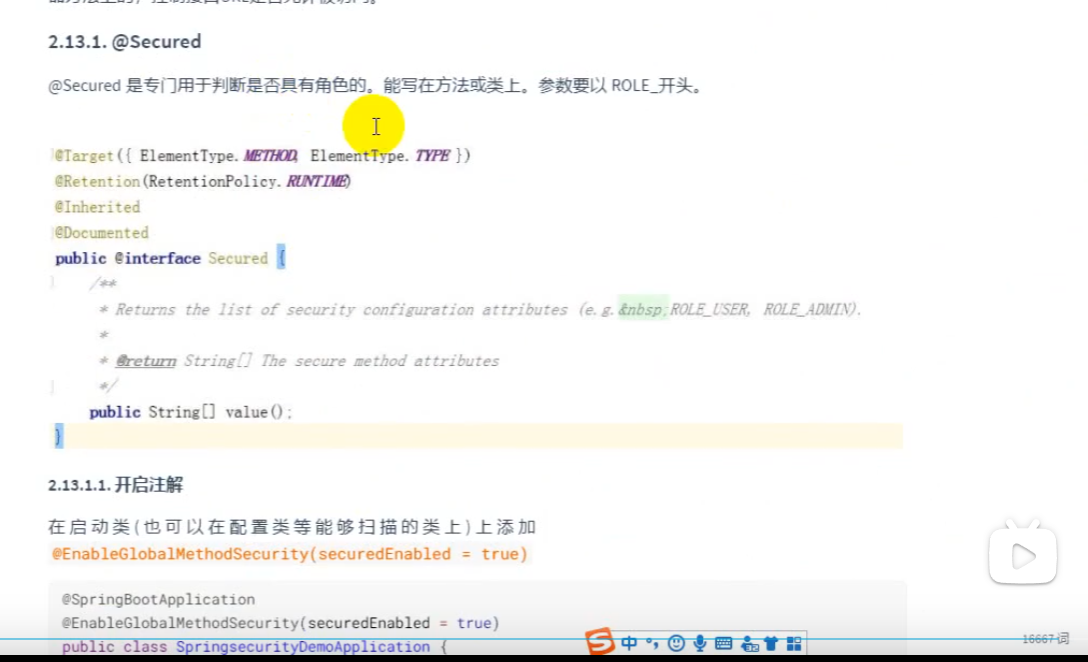 2.13.1. @Secured
@Secured 是专门用于判断是否具有角色的。能写在方法或类上。参数要以 ROLE_开头。
@Target({ ElementType.METHOD, ElementType.TYPE })
@Retention(RetentionPolicy.RUNTIME)
@Inherited
@Documented
public @interface Secured {
/**
* Returns the list of security configuration attributes (e.g.&nbsp;ROLE_USER, ROLE_ADMIN).
*
* @return String[] The secure method attributes
*/
public String[] value();
}
2.13.1.1. 开启注解
在启动类(也可以在配置类等能够扫描的类上)上添加
@EnableGlobalMethodSecurity(securedEnabled = true)
@SpringBootApplication
@EnableGlobalMethodSecurity(securedEnabled = true)
public class SpringsecurityDemoApplication {
中
16667 词